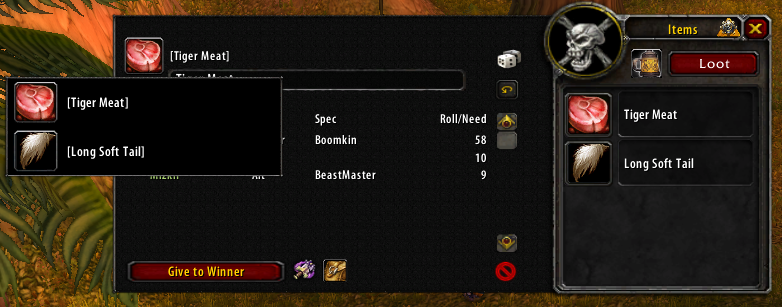 [Tiger Meat]
[Tiger Meat]
[Long Soft Tail]
Spec Roll/Need
Boomkin 58
10
BeastMaster 9
Give to Winner
Items
Loot
Tiger Meat
Long Soft Tail